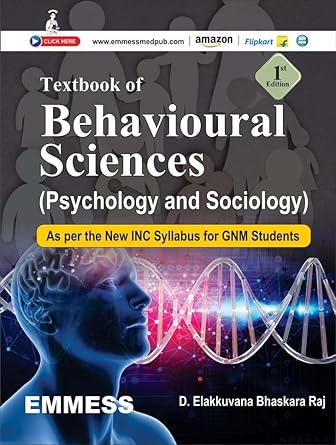 CLICK HERE
www.emmessmedpub.com
amazon
Flipkart
1st
Edition
Textbook of
Behavioural
Sciences
(Psychology and Sociology)
As per the New INC Syllabus for GNM Students
EMMESS
D. Elakkuvana Bhaskara Raj